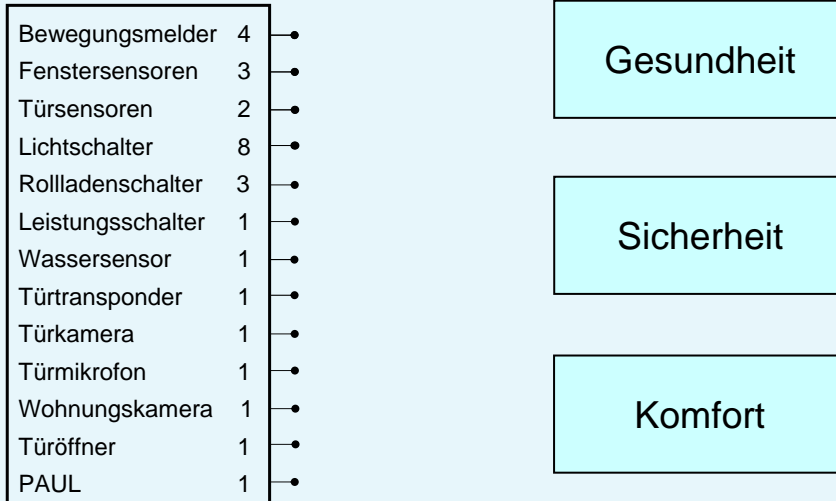 Bewegungsmelder 4
Fenstersensoren 3
Türsensoren 2
Lichtschalter 8
Rollladenschalter 3
Leistungsschalter 1
Wassersensor 1
Türtransponder 1
Türkamera 1
Türmikrofon 1
Wohnungskamera 1
Türöffner 1
PAUL 1
Gesundheit
Sicherheit
Komfort